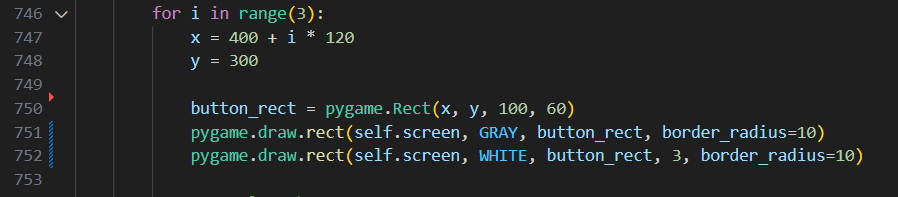 746 for i in range(3):
747 x = 400 + i * 120
748 y = 300
749
750 button_rect = pygame.Rect(x, y, 100, 60)
751 pygame.draw.rect(self.screen, GRAY, button_rect, border_radius=10)
752 pygame.draw.rect(self.screen, WHITE, button_rect, 3, border_radius=10)
753